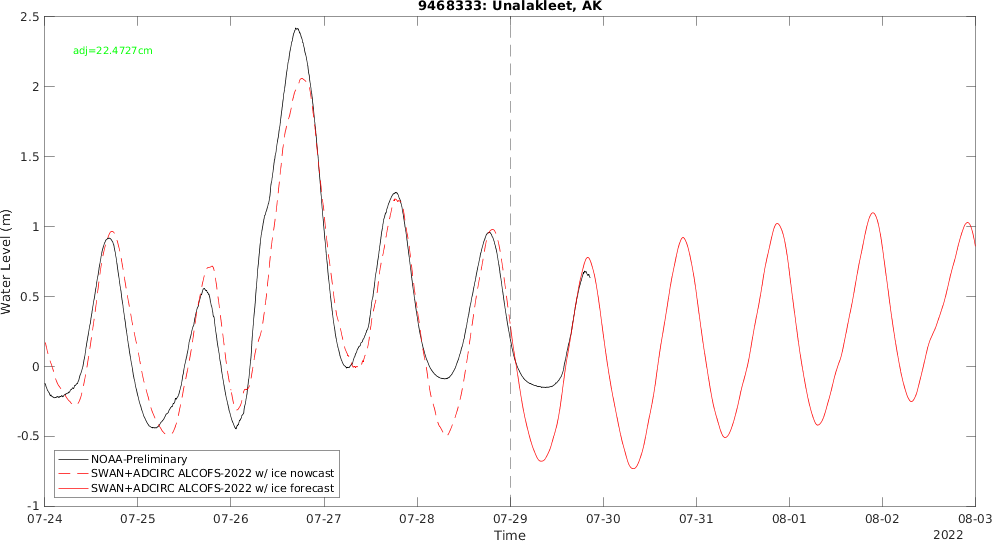 9468333: Unalakleet, AK
adj=22.4727cm
2.5
2
1.5
1
0.5
0
-0.5
-1
Water Level (m)
NOAA-Preliminary
SWAN+ADCIRC ALCOFS-2022 w/ ice nowcast
SWAN+ADCIRC ALCOFS-2022 w/ ice forecast
07-24 07-25 07-26 07-27 07-28 07-29 07-30 07-31 08-01 08-02 08-03
Time
2022